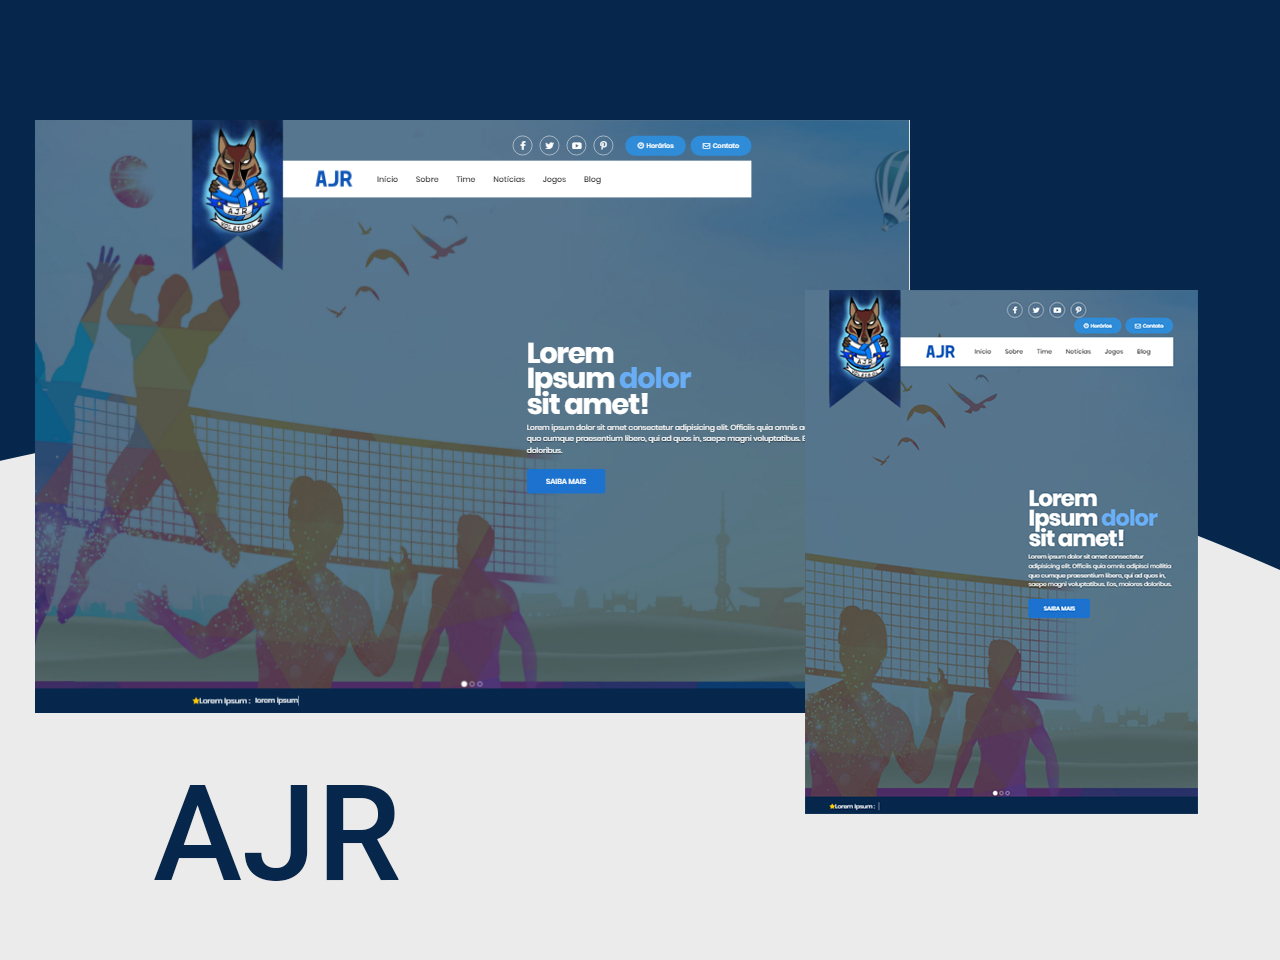 Horários Contato
AJR Início Sobre Time Notícias Jogos Blog
AJR
VOLEIBOL
Lorem
Ipsum dolor
sit amet!
Lorem ipsum dolor sit amet consectetur adipisicing elit. Officiis quia omnis
quo cumque praesentium libero, qui ad quos in, saepe magni voluptatibus.
doloribus.
SAIBA MAIS
Lorem Ipsum : lorem ipsum
Horários Contato
AJR Início Sobre Time Notícias Jogos Blog
AJR
VOLEIBOL
Lorem
Ipsum dolor
sit amet!
Lorem ipsum dolor sit amet consectetur
adipisicing elit. Officiis quia omnis adipisci mollitia
quo cumque praesentium libero, qui ad quos in,
saepe magni voluptatibus. Eos, maiores doloribus.
SAIBA MAIS
Lorem Ipsum :
AJR